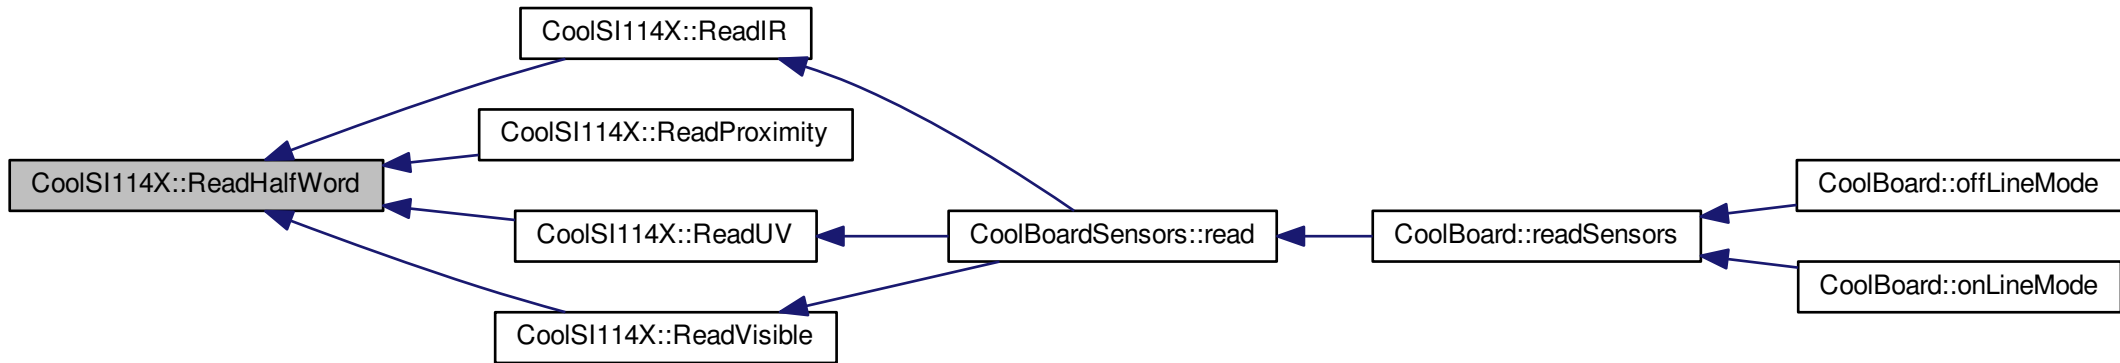 CoolSI114X::ReadIR
CoolSI114X::ReadProximity
CoolSI114X::ReadHalfWord
CoolBoard::offLineMode
CoolSI114X::ReadUV
CoolBoardSensors::read
CoolBoard::readSensors
CoolBoard::onLineMode
CoolSI114X::ReadVisible